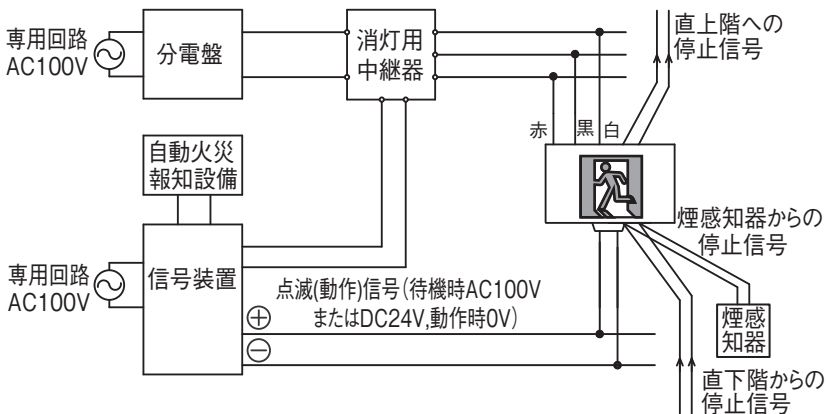 専用回路
AC100V
分電盤
消灯用
中継器
直上階への
停止信号
赤
黒
白
自動火災
報知設備
煙感知器からの
停止信号
専用回路
AC100V
信号装置
点滅(動作)信号(待機時AC100V
またはDC24V,動作時0V)
⊕
⊖
煙感
知器
直下階からの
停止信号